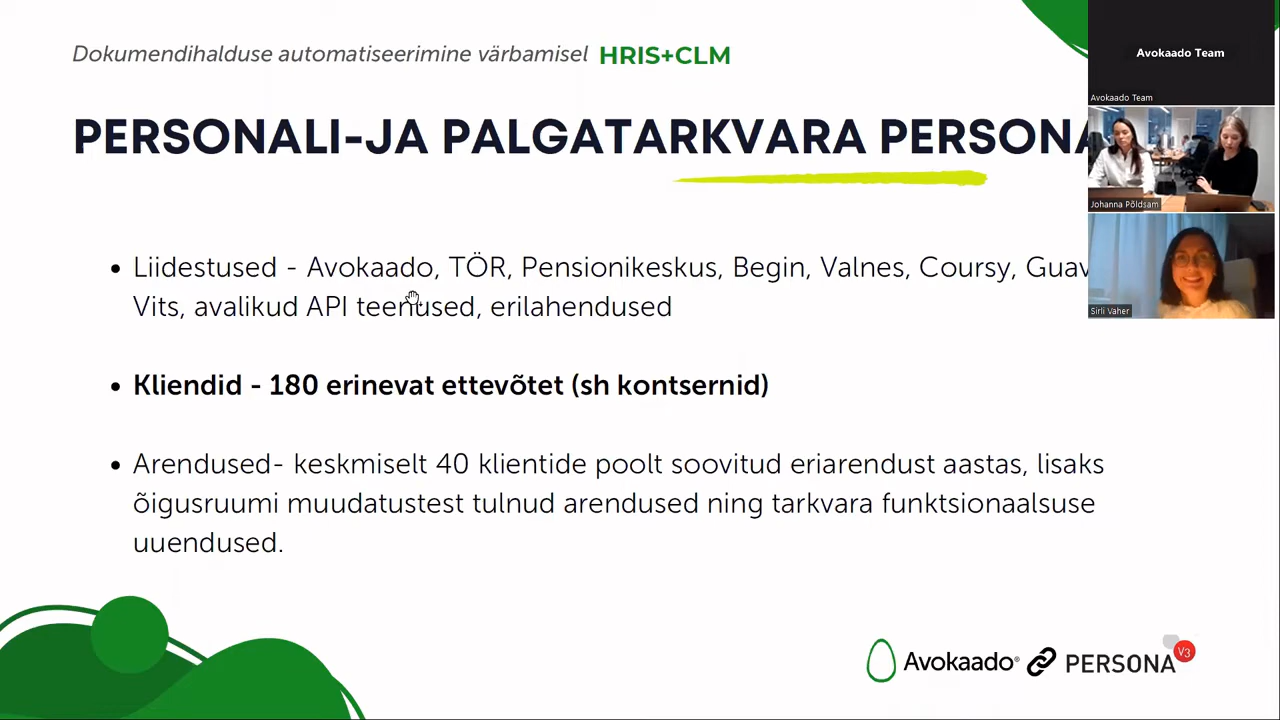 Dokumendihalduse automatiseerimine värbamisel HRIS+CLM
PERSONALI-JA PALGATARKVARA PERSONA
Liidestused - Avokaado, TÖR, Pensionikeskus, Begin, Valnes, Coursy,
Vits, avalikud API teenused, erilahendused
Kliendid - 180 erinevat ettevõtet (sh kontsernid)
Arendused- keskmiselt 40 klientide poolt soovitud eriarendust aastas, lisaks
õigusruumi muudatustest tulnud arendused ning tarkvara funktsionaalsuse
uuendused.
Avokaado Team
Avokaado Team
Johanna Põldsam
Sirli Vaher
Avokaado® PERSONA V3